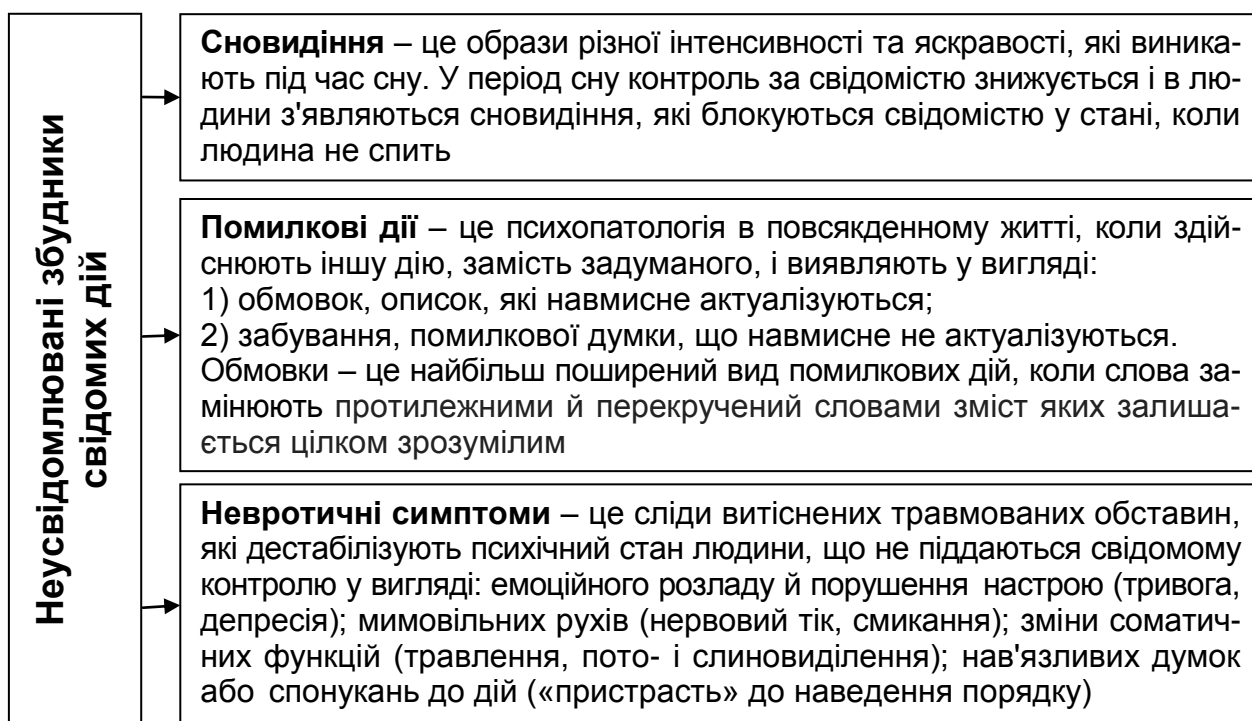 Неусвідомлювані збудники
свідомих дій
Сновидіння – це образи різної інтенсивності та яскравості, які виника-
ють під час сну. У період сну контроль за свідомістю знижується і в лю-
дини з'являються сновидіння, які блокуються свідомістю у стані, коли
людина не спить
Помилкові дії – це психопатологія в повсякденному житті, коли здій-
снюють іншу дію, замість задуманого, і виявляють у вигляді:
1) обмовок, описок, які навмисне актуалізуються;
2) забування, помилкової думки, що навмисне не актуалізуються.
Обмовки – це найбільш поширений вид помилкових дій, коли слова за-
мінюють протилежними й перекручений словами зміст яких залиша-
ється цілком зрозумілим
Невротичні симптоми – це сліди витіснених травмованих обставин,
які дестабілізують психічний стан людини, що не піддаються свідомому
контролю у вигляді: емоційного розладу й порушення настрою (тривога,
депресія); мимовільних рухів (нервовий тік, смикання); зміни соматич-
них функцій (травлення, пото- і слиновиділення); нав'язливих думок
або спонукань до дій («пристрасть» до наведення порядку)